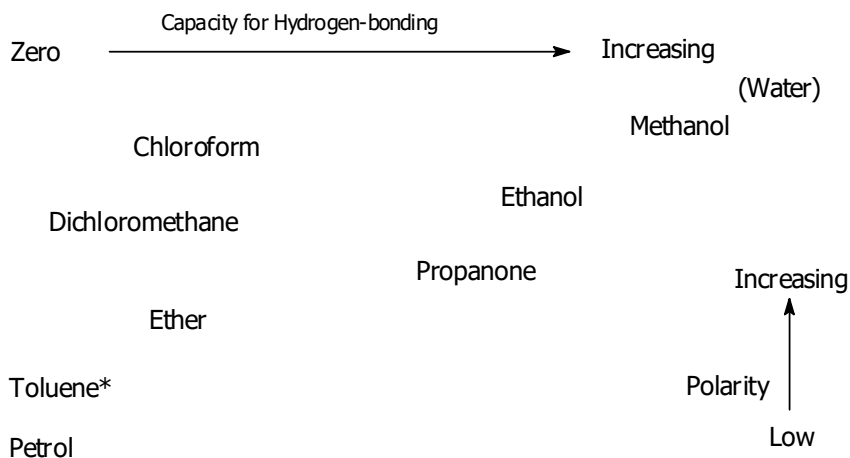 Capacity for Hydrogen-bonding
Zero
Increasing
(Water)
Methanol
Chloroform
Ethanol
Dichloromethane
Propanone
Increasing
Ether
Toluene*
Polarity
Low
Petrol